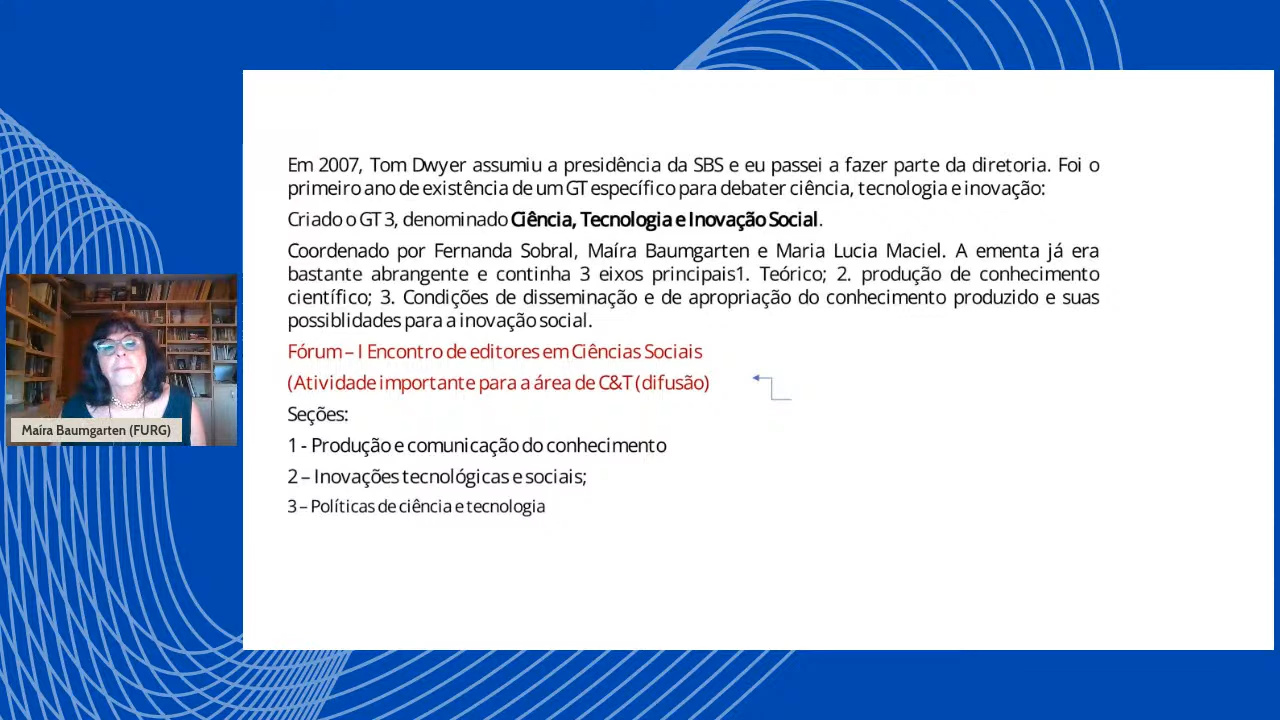 Em 2007, Tom Dwyer assumiu a presidência da SBS e eu passei a fazer parte da diretoria. Foi o
primeiro ano de existência de um GT específico para debater ciência, tecnologia e inovação:
Criado o GT 3, denominado Ciência, Tecnologia e Inovação Social.
Coordenado por Fernanda Sobral, Maíra Baumgarten e Maria Lucia Maciel. A ementa já era
bastante abrangente e continha 3 eixos principais1. Teórico; 2. produção de conhecimento
científico; 3. Condições de disseminação e de apropriação do conhecimento produzido e suas
possiblidades para a inovação social.
Fórum – I Encontro de editores em Ciências Sociais
(Atividade importante para a área de C&T (difusão)
Seções:
1 - Produção e comunicação do conhecimento
2 – Inovações tecnológicas e sociais;
3 – Políticas de ciência e tecnologia
Maíra Baumgarten (FURG)